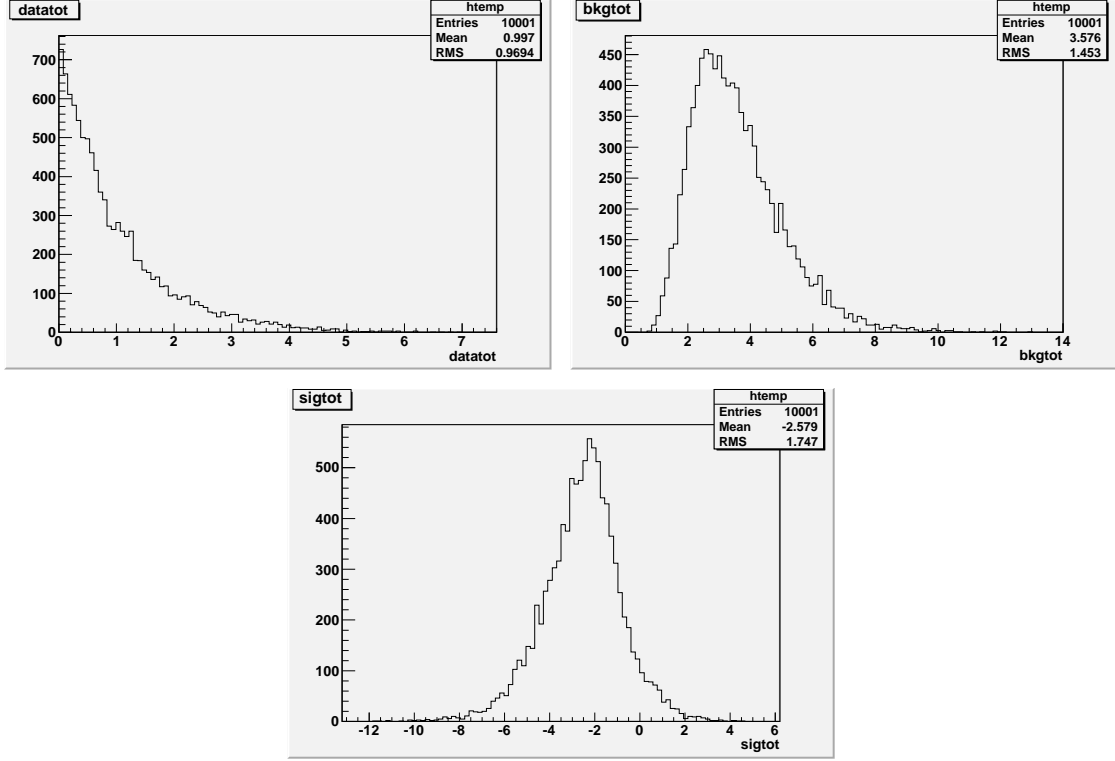 datatot
htemp
Entries 10001
Mean 0.997
RMS 0.9694
700
600
500
400
300
200
100
0
0 1 2 3 4 5 6 7
datatot
bkgtot
htemp
Entries 10001
Mean 3.576
RMS 1.453
450
400
350
300
250
200
150
100
50
0
0 2 4 6 8 10 12 14
bkgtot
sigtot
htemp
Entries 10001
Mean -2.579
RMS 1.747
500
400
300
200
100
0
-12 -10 -8 -6 -4 -2 0 2 4 6
sigtot